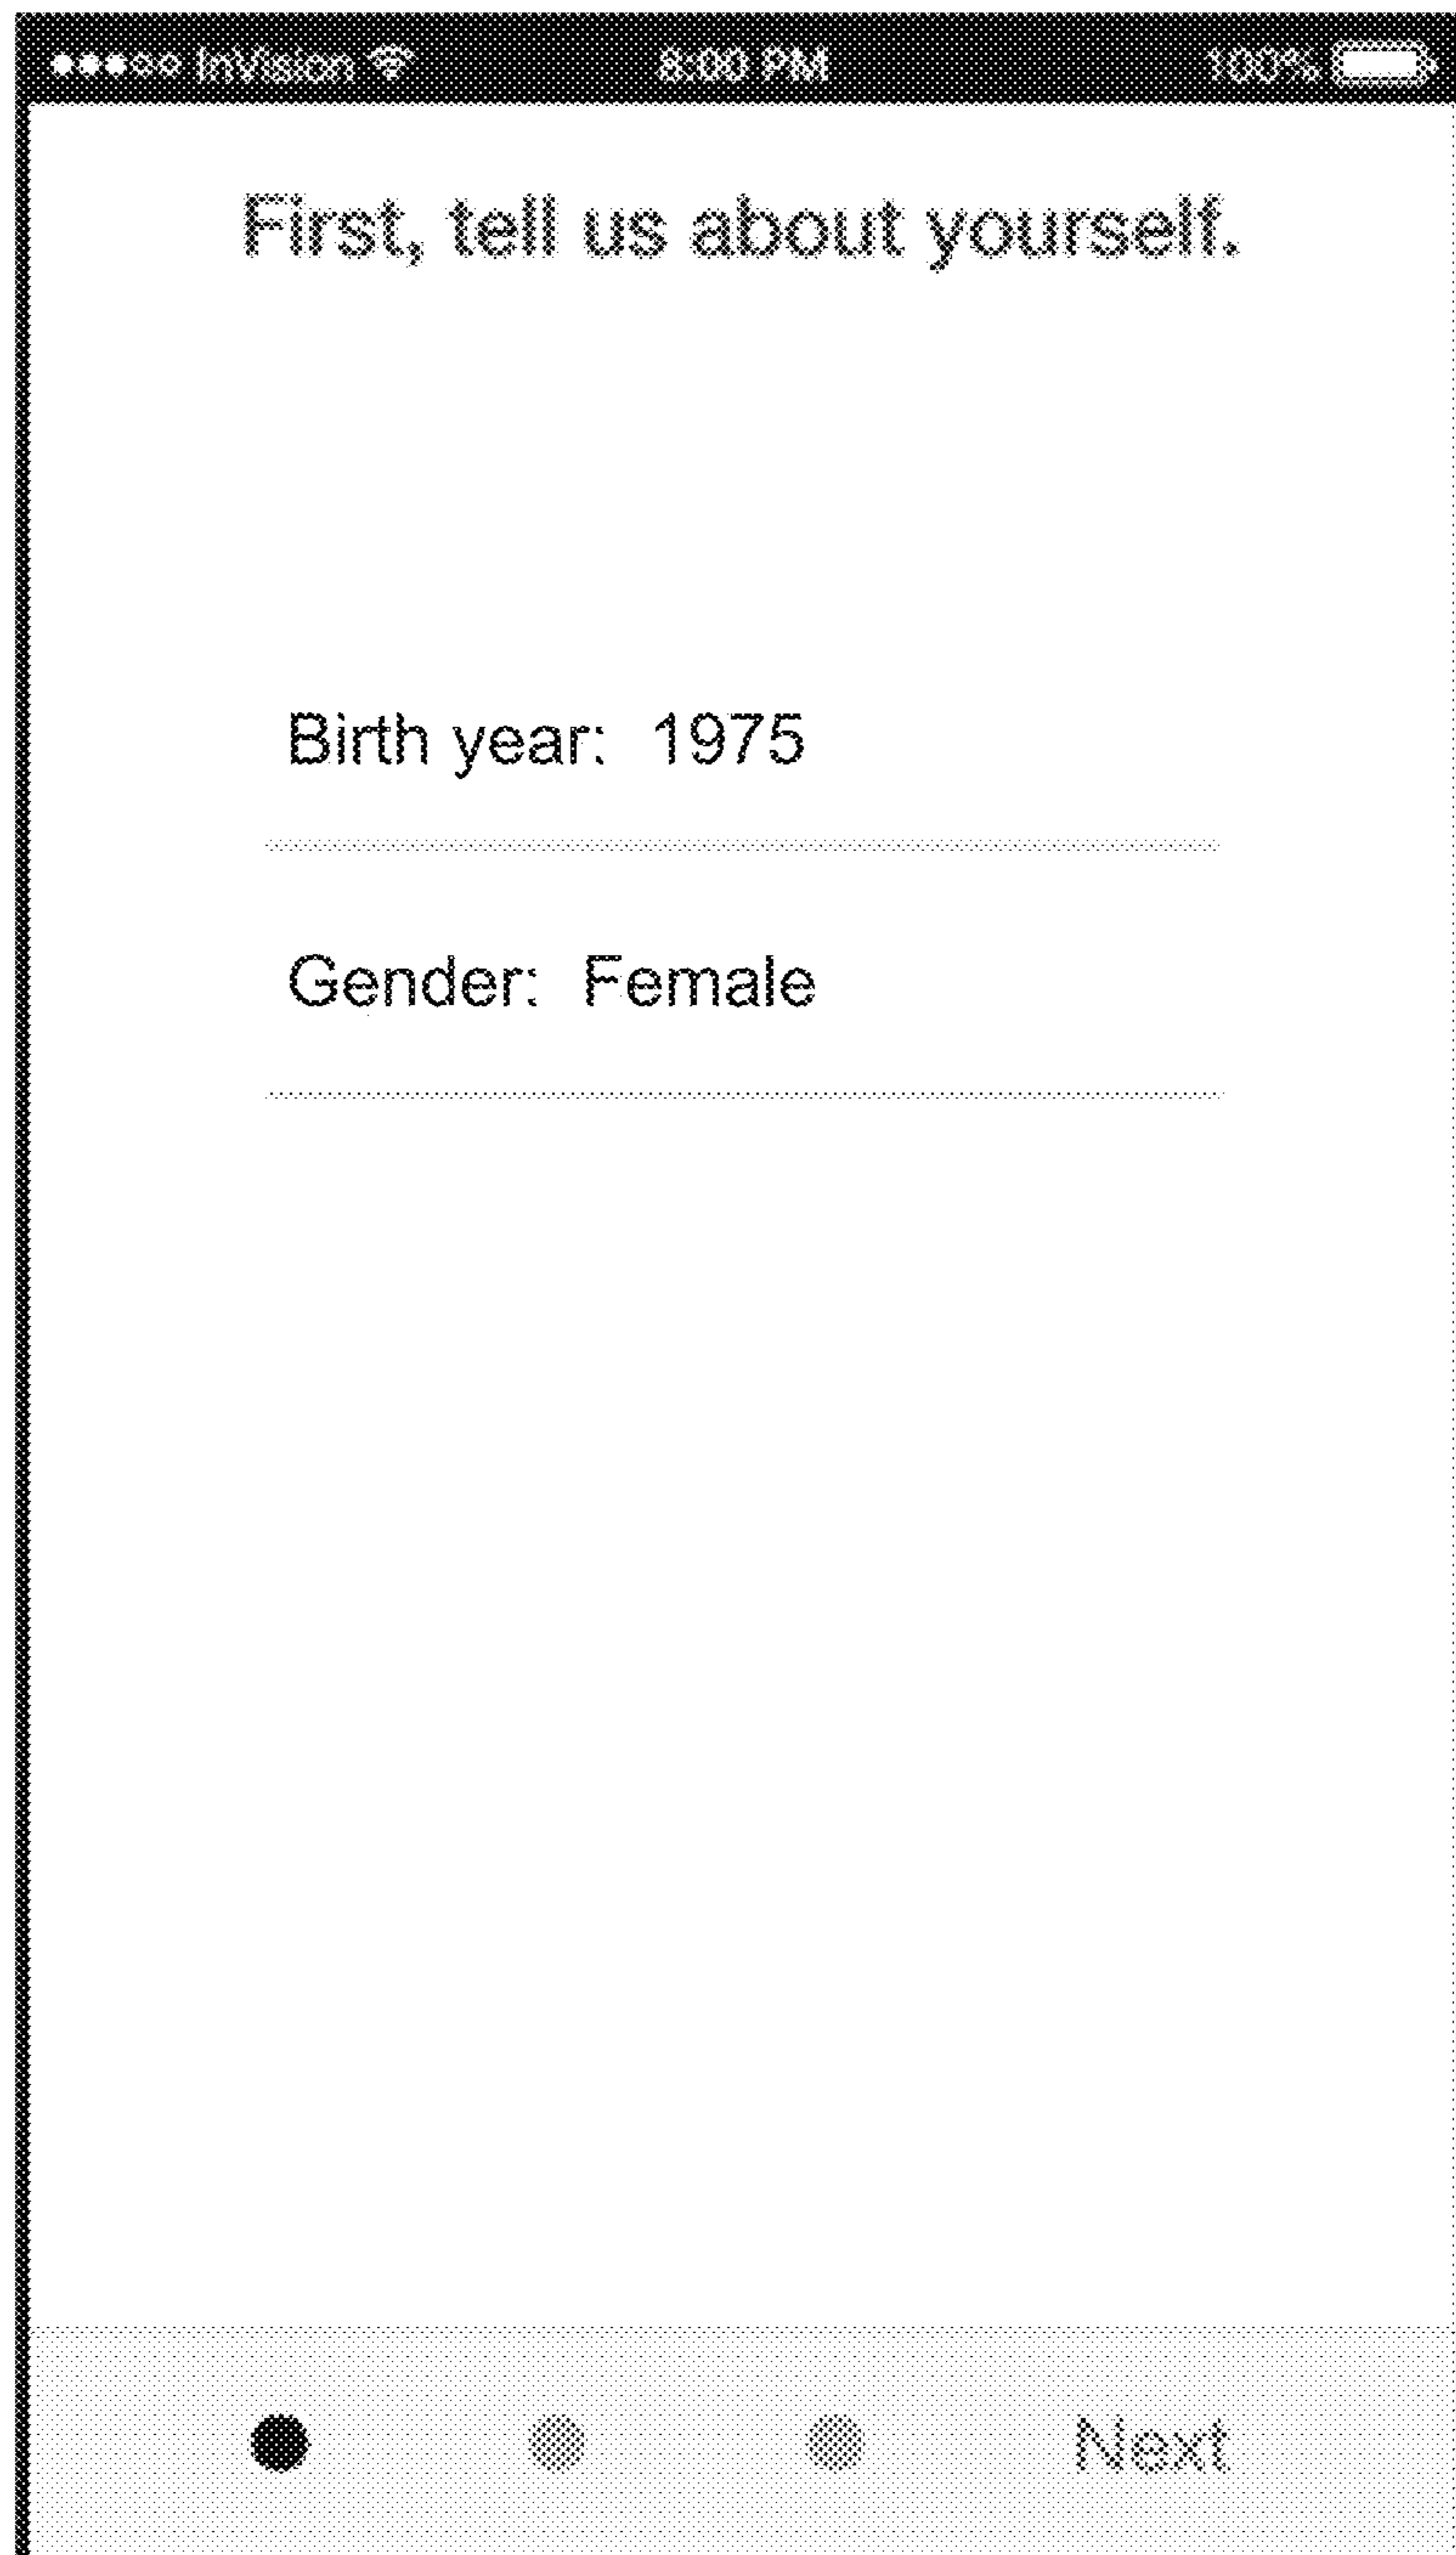 InVision 8:00 PM 100%
First, tell us about yourself.
Birth year: 1975
Gender: Female
Next